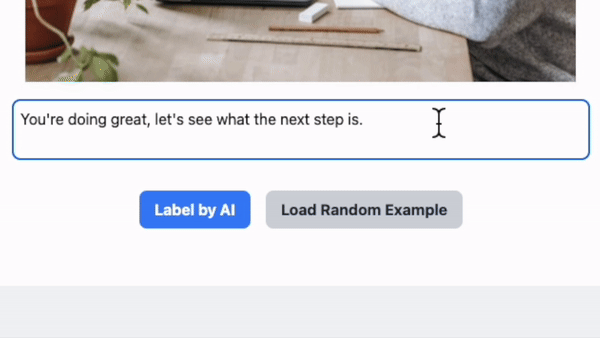 You're doing great, let's see what the next step is.
Label by AI
Load Random Example